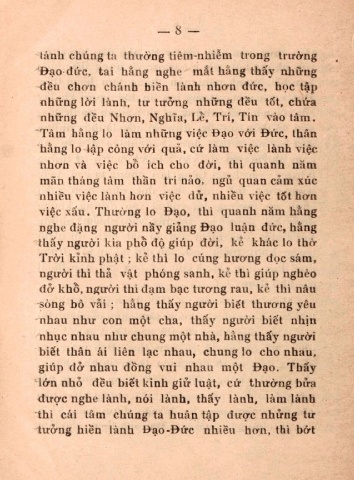 — 8 —
tánh chúng ta thường tiêm-nhiễm trong trường
Đạo-đức, tai hằng nghe mắt hằng thấy những
đều chơn chánh hiền lành nhơn đức, học tập
những lời lành, tư tưởng những đều tốt, chứa
những đều Nhơn, Nghĩa, Lễ, Trí, Tín vào tâm.
Tâm hằng lo làm những việc Đạo với Đức, thân
hằng lo lập công với quả, cứ làm việc lành việc
nhơn và việc bổ ích cho đời, thì quanh năm
mãn tháng tâm thần trí não, ngũ quan cảm xúc
nhiều việc lành hơn việc dữ, nhiều việc tốt hơn
việc xấu. Thường lo Đạo, thì quanh năm hằng
nghe đặng người nầy giảng Đạo luận đức, hằng
thấy người kia phổ độ giúp đời, kẻ khác lo thờ
Trời kỉnh phật; kẻ thì lo cúng hương đọc sám,
người thì thả vật phóng sanh, kẻ thì giúp nghèo
đở khổ, người thì đạm bạc tương rau, kẻ thì nâu
sòng bô vải; hằng thấy người biết thương yêu
nhau như con một cha, thấy người biết nhịn
nhục nhau như chung một nhà, hằng thấy người
biết thân ái liên lạc nhau, chung lo cho nhau,
giúp đở nhau đồng vui nhau một Đạo. Thấy
lớn nhỏ đều biết kỉnh giử luật, cứ thường bữa
được nghe lành, nói lành, thấy lành, làm lành
thì cái tâm chúng ta huân tập được những tư
tưởng hiền lành Đạo-Đức nhiều hơn, thì bớt